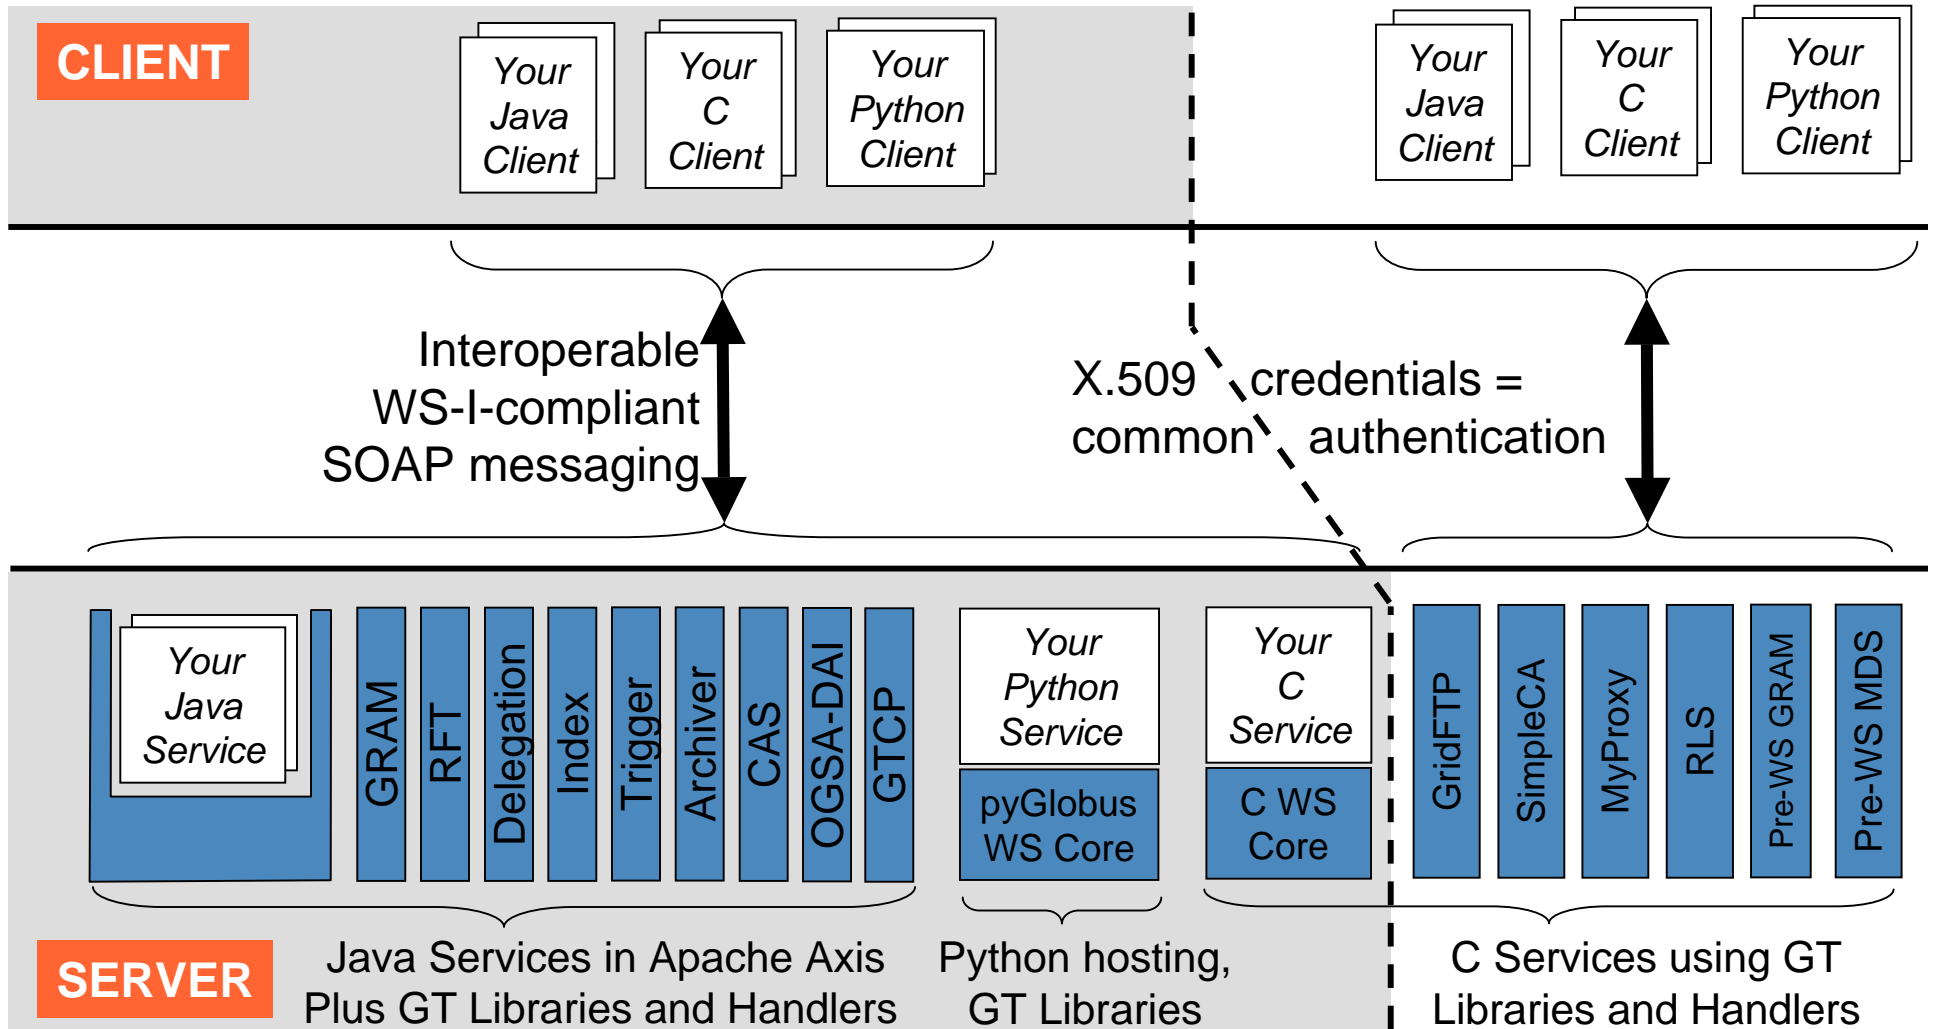 CLIENT
Your
Java
Client
Your
C
Client
Your
Python
Client
Your
Java
Client
Your
C
Client
Your
Python
Client
Interoperable
WS-I-compliant
SOAP messaging
X.509 credentials =
common authentication
Your
Java
Service
GRAM
RFT
Delegation
Index
Trigger
Archiver
CAS
OGSA-DAI
GTCP
Your
Python
Service
pyGlobus
WS Core
Your
C
Service
C WS
Core
GridFTP
SimpleCA
MyProxy
RLS
Pre-WS GRAM
Pre-WS MDS
SERVER
Java Services in Apache Axis
Plus GT Libraries and Handlers
Python hosting,
GT Libraries
C Services using GT
Libraries and Handlers